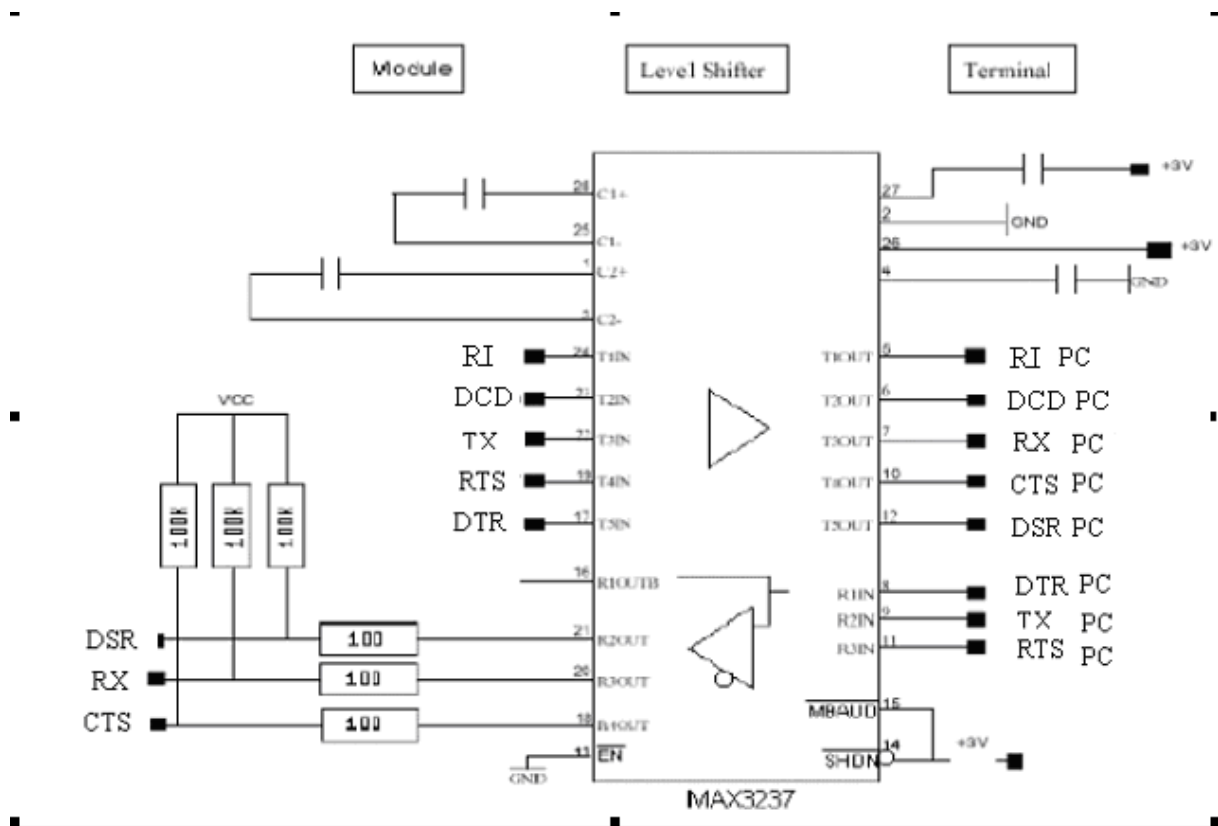 Module Level Shifter Terminal
28 C1+
25 C1-
1 C2+
3 C2-
27 +3V
2 GND
26 +3V
4 GND
RI 24 T1IN T1OUT 5 RI PC
DCD 23 T2IN T2OUT 6 DCD PC
TX 22 T3IN T3OUT 7 RX PC
RTS 19 T4IN T4OUT 10 CTS PC
DTR 17 T5IN T5OUT 12 DSR PC
VCC
100K 100K 100K
16 R1OUTB
R1IN 8 DTR PC
R2IN 9 TX PC
R3IN 11 RTS PC
DSR 100 21 R2OUT
RX 100 20 R3OUT
CTS 100 18 R4OUT
MBAUD 15
GND 13 EN
SHDN 14 +3V
MAX3237